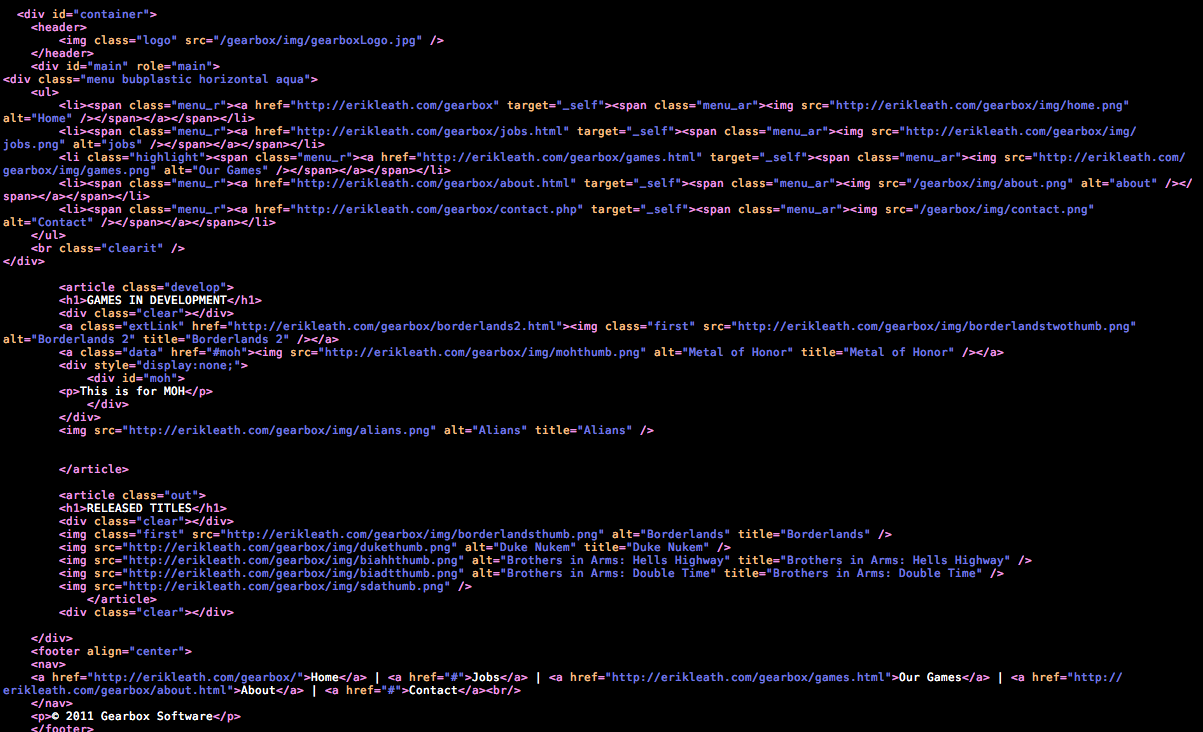 <div id="container">
<header>
<img class="logo" src="/gearbox/img/gearboxLogo.jpg" />
</header>
<div id="main" role="main">
<div class="menu bubplastic horizontal aqua">
<ul>
<li><span class="menu_r"><a href="http://erikleath.com/gearbox" target="_self"><span class="menu_ar"><img src="http://erikleath.com/gearbox/img/home.png"
alt="Home" /></span></a></span></li>
<li><span class="menu_r"><a href="http://erikleath.com/gearbox/jobs.html" target="_self"><span class="menu_ar"><img src="http://erikleath.com/gearbox/img/
jobs.png" alt="jobs" /></span></a></span></li>
<li class="highlight"><span class="menu_r"><a href="http://erikleath.com/gearbox/games.html" target="_self"><span class="menu_ar"><img src="http://erikleath.com/
gearbox/img/games.png" alt="Our Games" /></span></a></span></li>
<li><span class="menu_r"><a href="http://erikleath.com/gearbox/about.html" target="_self"><span class="menu_ar"><img src="/gearbox/img/about.png" alt="about" /></
span></a></span></li>
<li><span class="menu_r"><a href="http://erikleath.com/gearbox/contact.php" target="_self"><span class="menu_ar"><img src="/gearbox/img/contact.png"
alt="Contact" /></span></a></span></li>
</ul>
<br class="clearit" />
</div>
<article class="develop">
<h1>GAMES IN DEVELOPMENT</h1>
<div class="clear"></div>
<a class="extLink" href="http://erikleath.com/gearbox/borderlands2.html"><img class="first" src="http://erikleath.com/gearbox/img/borderlandstwothumb.png"
alt="Borderlands 2" title="Borderlands 2" /></a>
<a class="data" href="#moh"><img src="http://erikleath.com/gearbox/img/mohthumb.png" alt="Metal of Honor" title="Metal of Honor" /></a>
<div style="display:none;">
<div id="moh">
<p>This is for MOH</p>
</div>
</div>
<img src="http://erikleath.com/gearbox/img/alians.png" alt="Alians" title="Alians" />
</article>
<article class="out">
<h1>RELEASED TITLES</h1>
<div class="clear"></div>
<img class="first" src="http://erikleath.com/gearbox/img/borderlandsthumb.png" alt="Borderlands" title="Borderlands" />
<img src="http://erikleath.com/gearbox/img/dukethumb.png" alt="Duke Nukem" title="Duke Nukem" />
<img src="http://erikleath.com/gearbox/img/biahhthumb.png" alt="Brothers in Arms: Hells Highway" title="Brothers in Arms: Hells Highway" />
<img src="http://erikleath.com/gearbox/img/biadtthumb.png" alt="Brothers in Arms: Double Time" title="Brothers in Arms: Double Time" />
<img src="http://erikleath.com/gearbox/img/sdathumb.png" />
</article>
<div class="clear"></div>
</div>
<footer align="center">
<nav>
<a href="http://erikleath.com/gearbox/">Home</a> | <a href="#">Jobs</a> | <a href="http://erikleath.com/gearbox/games.html">Our Games</a> | <a href="http://
erikleath.com/gearbox/about.html">About</a> | <a href="#">Contact</a><br/>
</nav>
<p>© 2011 Gearbox Software</p>
</footer>